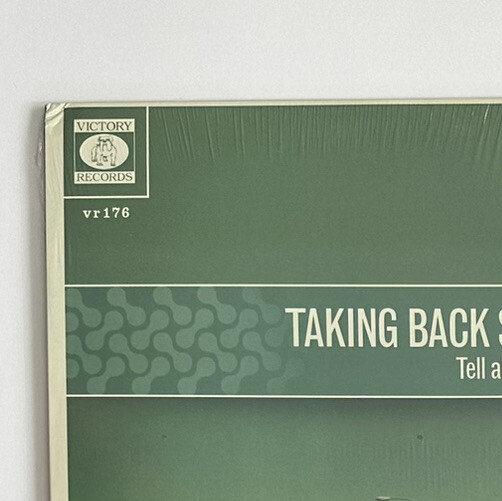 VICTORY
RECORDS
vr176
TAKING BACK
Tell a